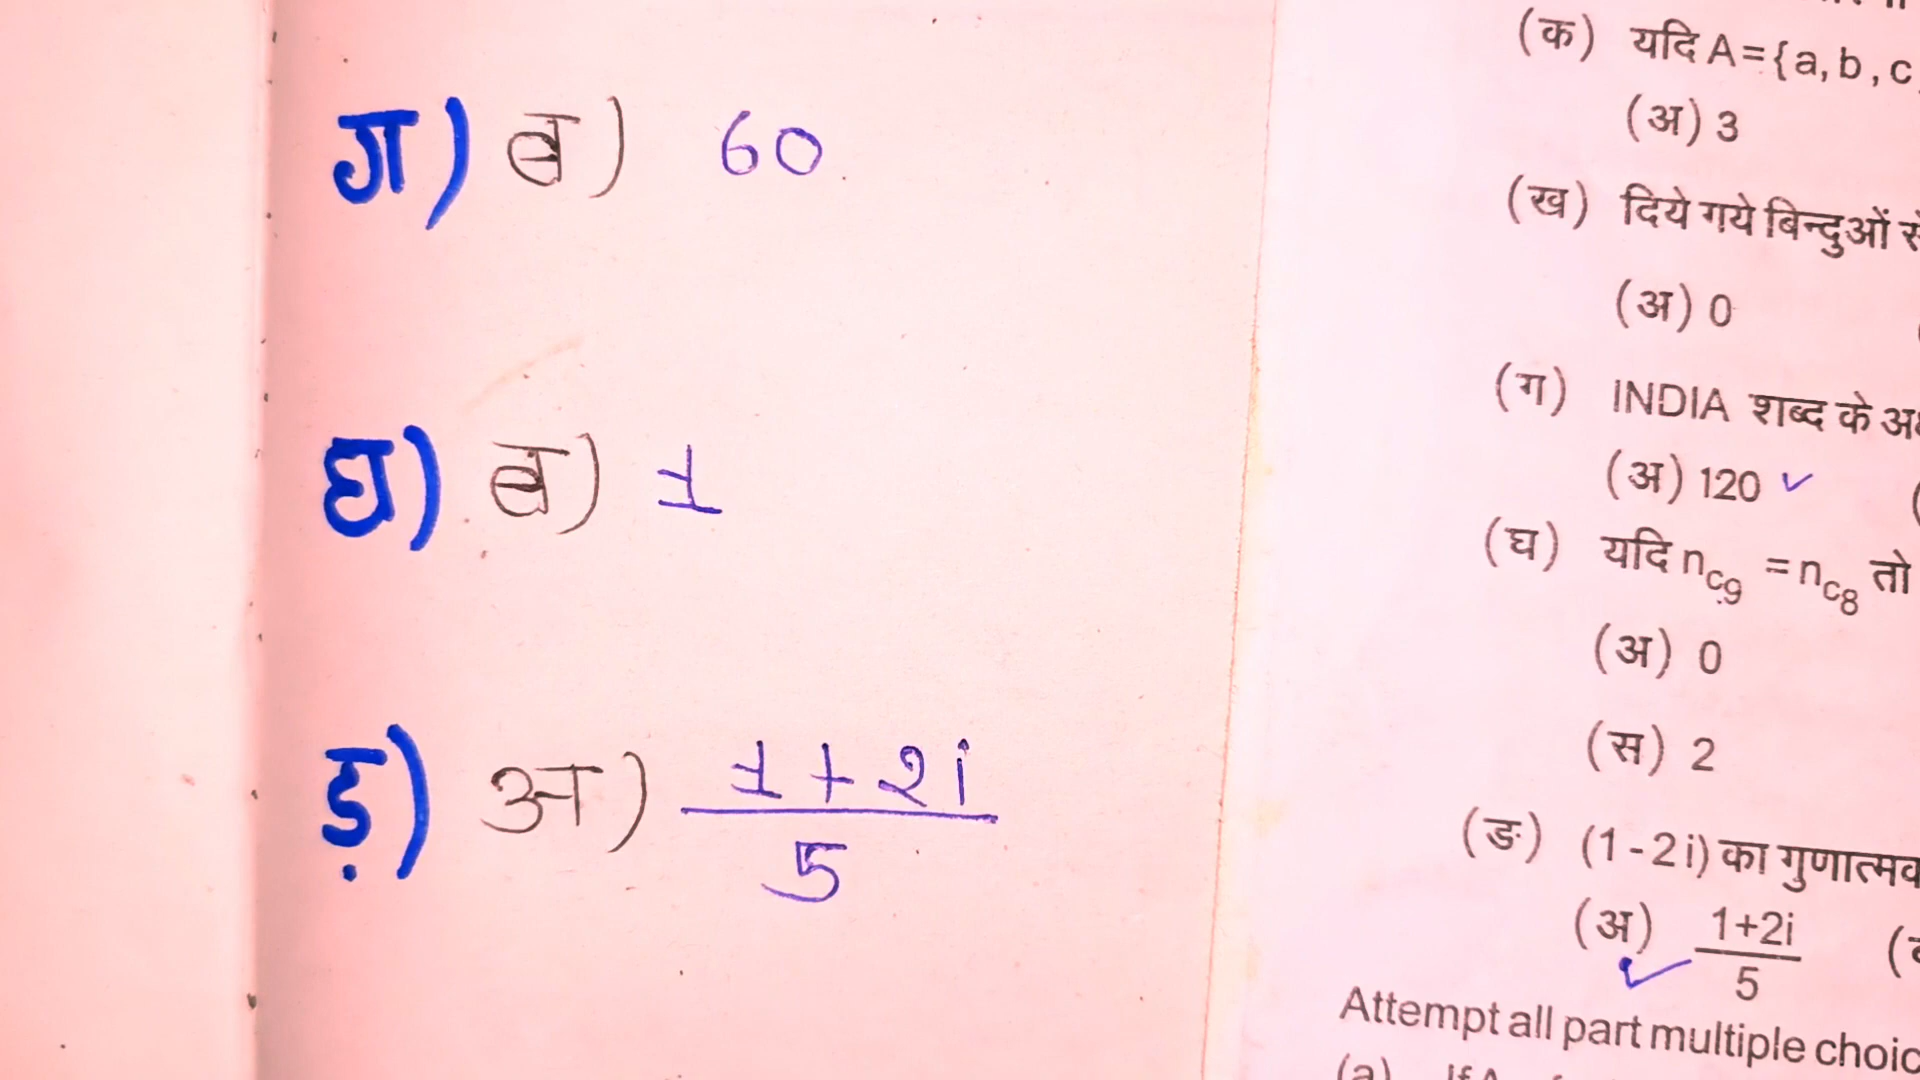 ग) ब) 60
घ) ब) 1
ड़) अ) 1+2i
5
(क) यदि A={a, b, c
(अ) 3
(ख) दिये गये बिन्दुओं से
(अ) 0
(ग) INDIA शब्द के
(अ) 120 ✓
(घ) यदि nc9 = nc8 तो
(अ) 0
(स) 2
(ङ) (1-2i) का
(अ) 1+2i
5
Attempt all part multiple
(a) If A